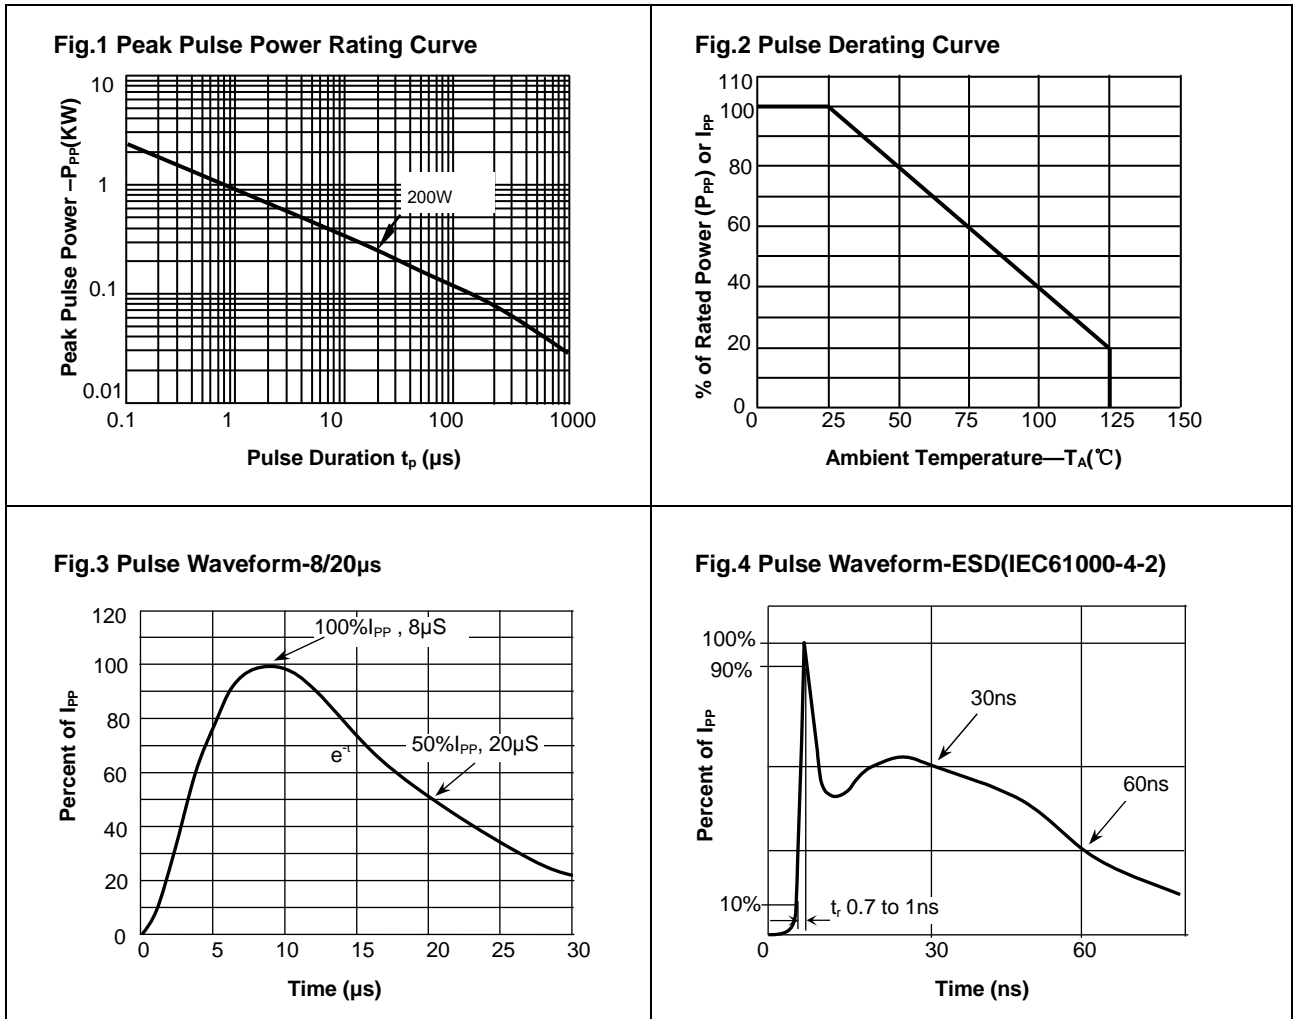 Fig.1 Peak Pulse Power Rating Curve
Peak Pulse Power –PPP(KW)
10
1
0.1
0.01
200W
0.1 1 10 100 1000
Pulse Duration tp (µs)
Fig.2 Pulse Derating Curve
% of Rated Power (PPP) or IPP
110
100
80
60
40
20
0
0 25 50 75 100 125 150
Ambient Temperature—TA(℃)
Fig.3 Pulse Waveform-8/20µs
Percent of IPP
120
100
80
60
40
20
0
100%IPP , 8µS
e-t
50%IPP, 20µS
0 5 10 15 20 25 30
Time (µs)
Fig.4 Pulse Waveform-ESD(IEC61000-4-2)
Percent of IPP
100%
90%
10%
30ns
60ns
tr 0.7 to 1ns
0 30 60
Time (ns)